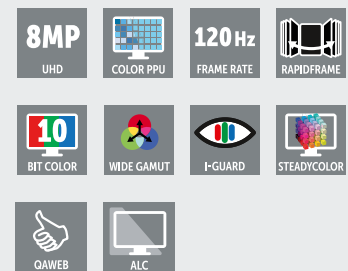 8MP
UHD
COLOR PPU
120 Hz
FRAME RATE
RAPIDFRAME
10
BIT COLOR
WIDE GAMUT
I-GUARD
STEADYCOLOR
QAWEB
ALC